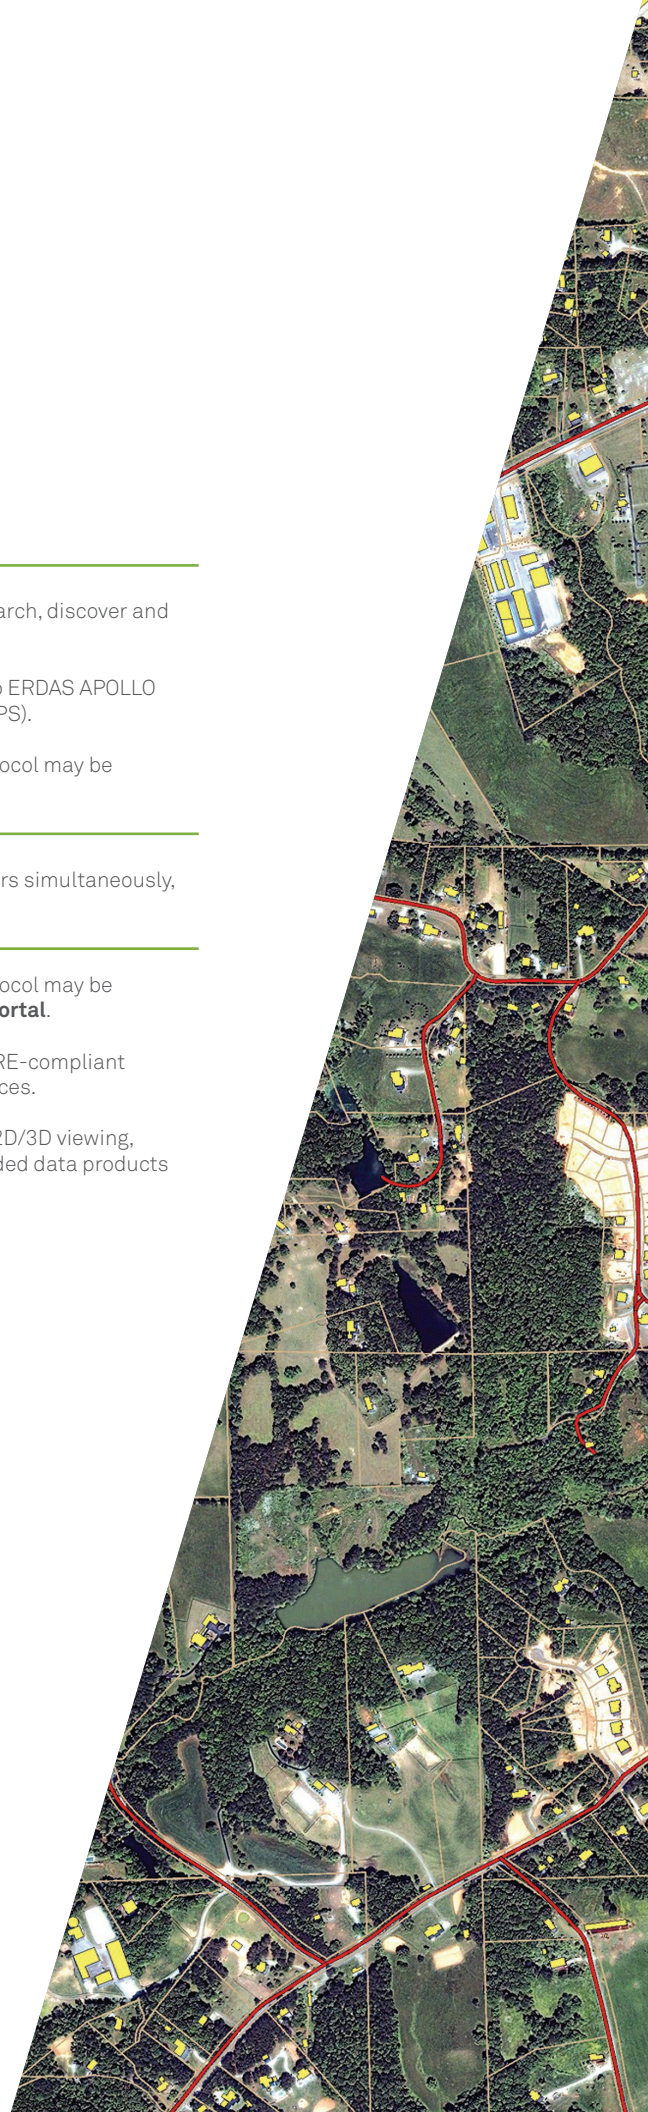 arch, discover and
ERDAS APOLLO
PS).
ocol may be
rs simultaneously,
ocol may be
ortal.
RE-compliant
ces.
2D/3D viewing,
ded data products